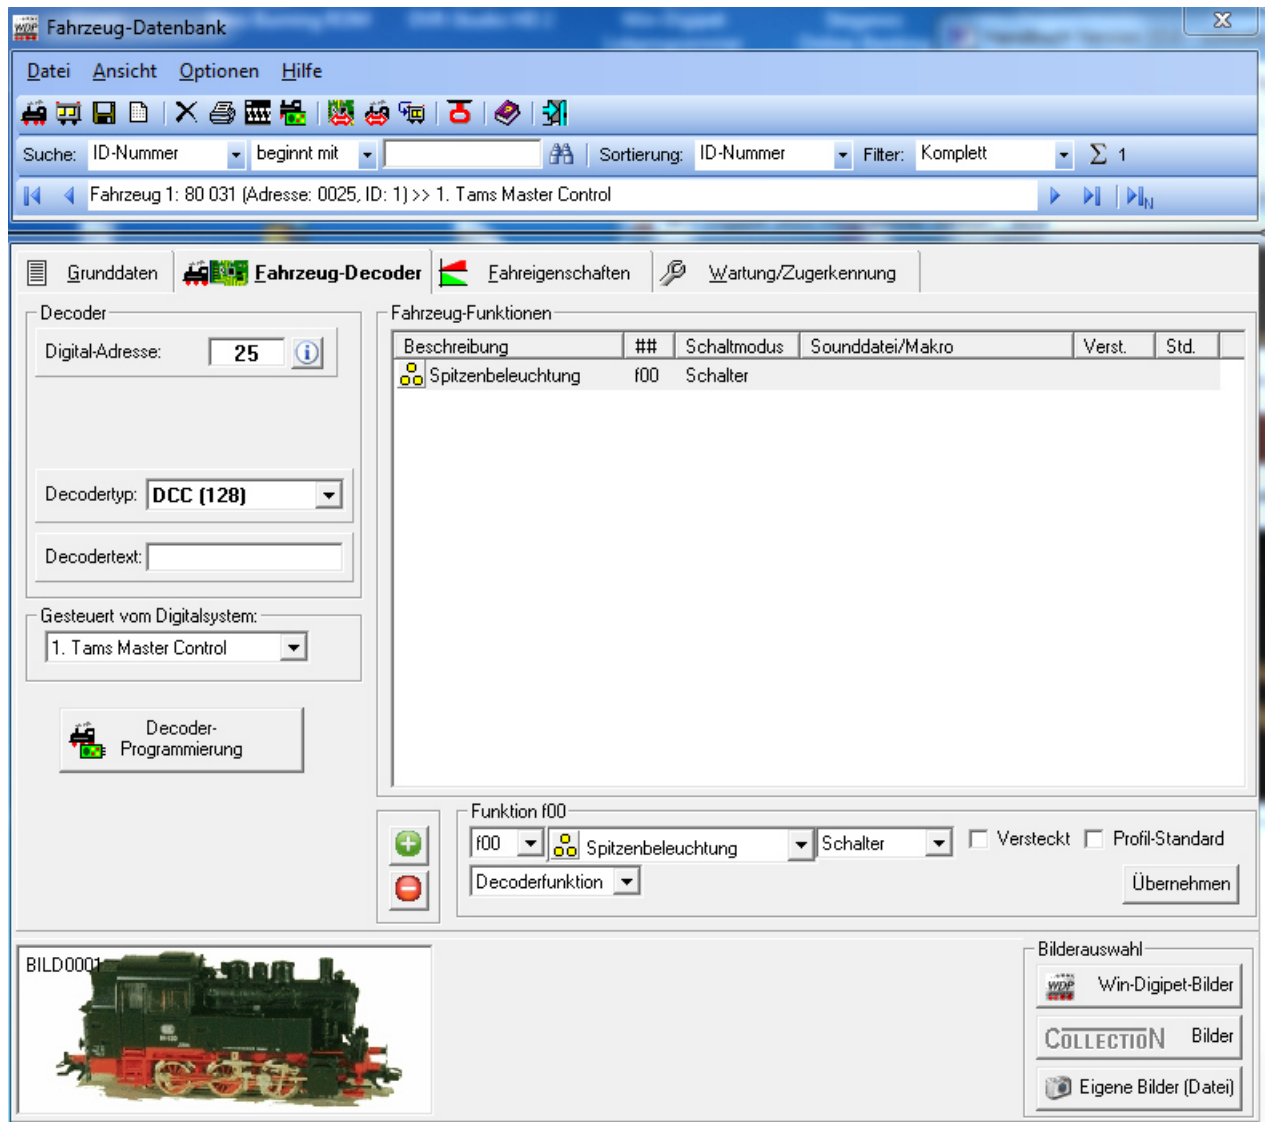 WDP Fahrzeug-Datenbank
Datei Ansicht Optionen Hilfe
Suche: ID-Nummer beginnt mit Sortierung: ID-Nummer Filter: Komplett Σ 1
Fahrzeug 1: 80 031 (Adresse: 0025, ID: 1) >> 1. Tams Master Control N
Grunddaten Fahrzeug-Decoder Fahreigenschaften Wartung/Zugerkennung
Decoder
Digital-Adresse: 25
Decodertyp: DCC (128)
Decodertext:
Gesteuert vom Digitalsystem:
1. Tams Master Control
Decoder-
Programmierung
Fahrzeug-Funktionen
Beschreibung ## Schaltmodus Sounddatei/Makro Verst. Std.
Spitzenbeleuchtung f00 Schalter
Funktion f00
f00 Spitzenbeleuchtung Schalter Versteckt Profil-Standard
Decoderfunktion Übernehmen
BILD0001
Bilderauswahl
WDP Win-Digipet-Bilder
COLLECTION Bilder
Eigene Bilder (Datei)